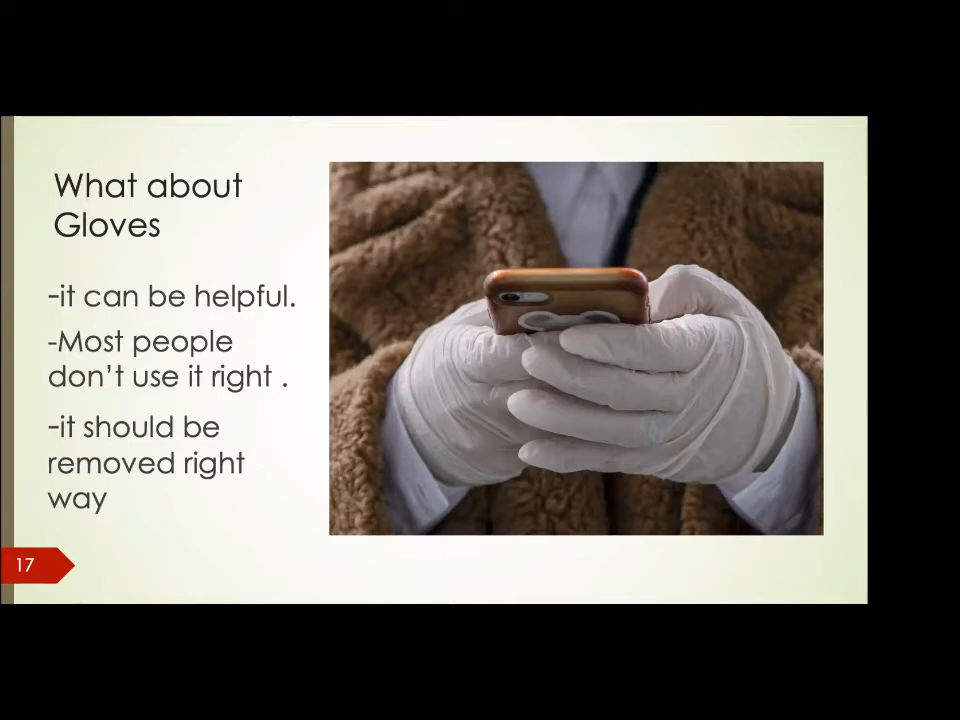 What about
Gloves
-it can be helpful.
-Most people
don't use it right .
-it should be
removed right
way
17